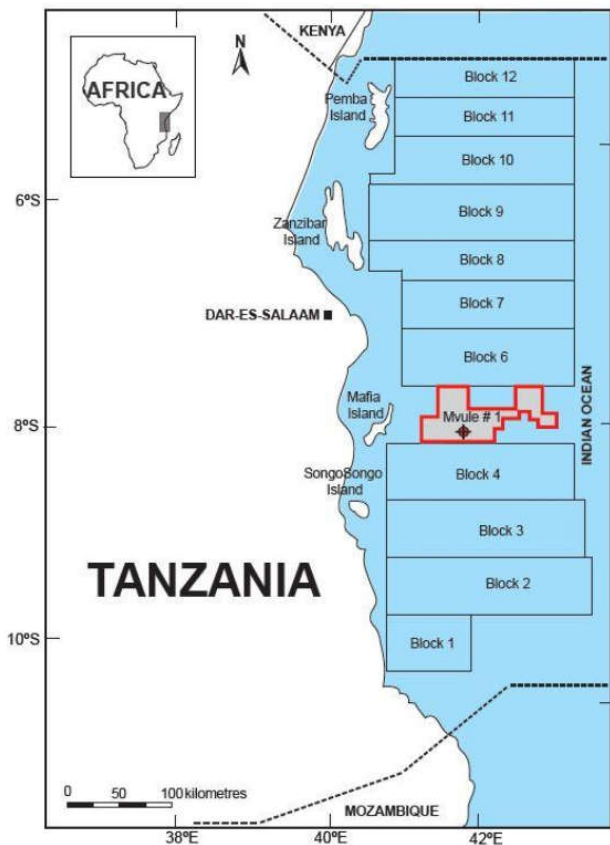 KENYA
N
AFRICA
Pemba
Island
Block 12
Block 11
Block 10
6°S
Block 9
Zanzibar
Island
Block 8
Block 7
DAR-ES-SALAAM
Block 6
INDIAN OCEAN
Mafia
Island
Mvule # 1
8°S
SongoSongo
Island
Block 4
Block 3
TANZANIA
Block 2
10°S
Block 1
0 50 100 kilometres
MOZAMBIQUE
38°E
40°E
42°E